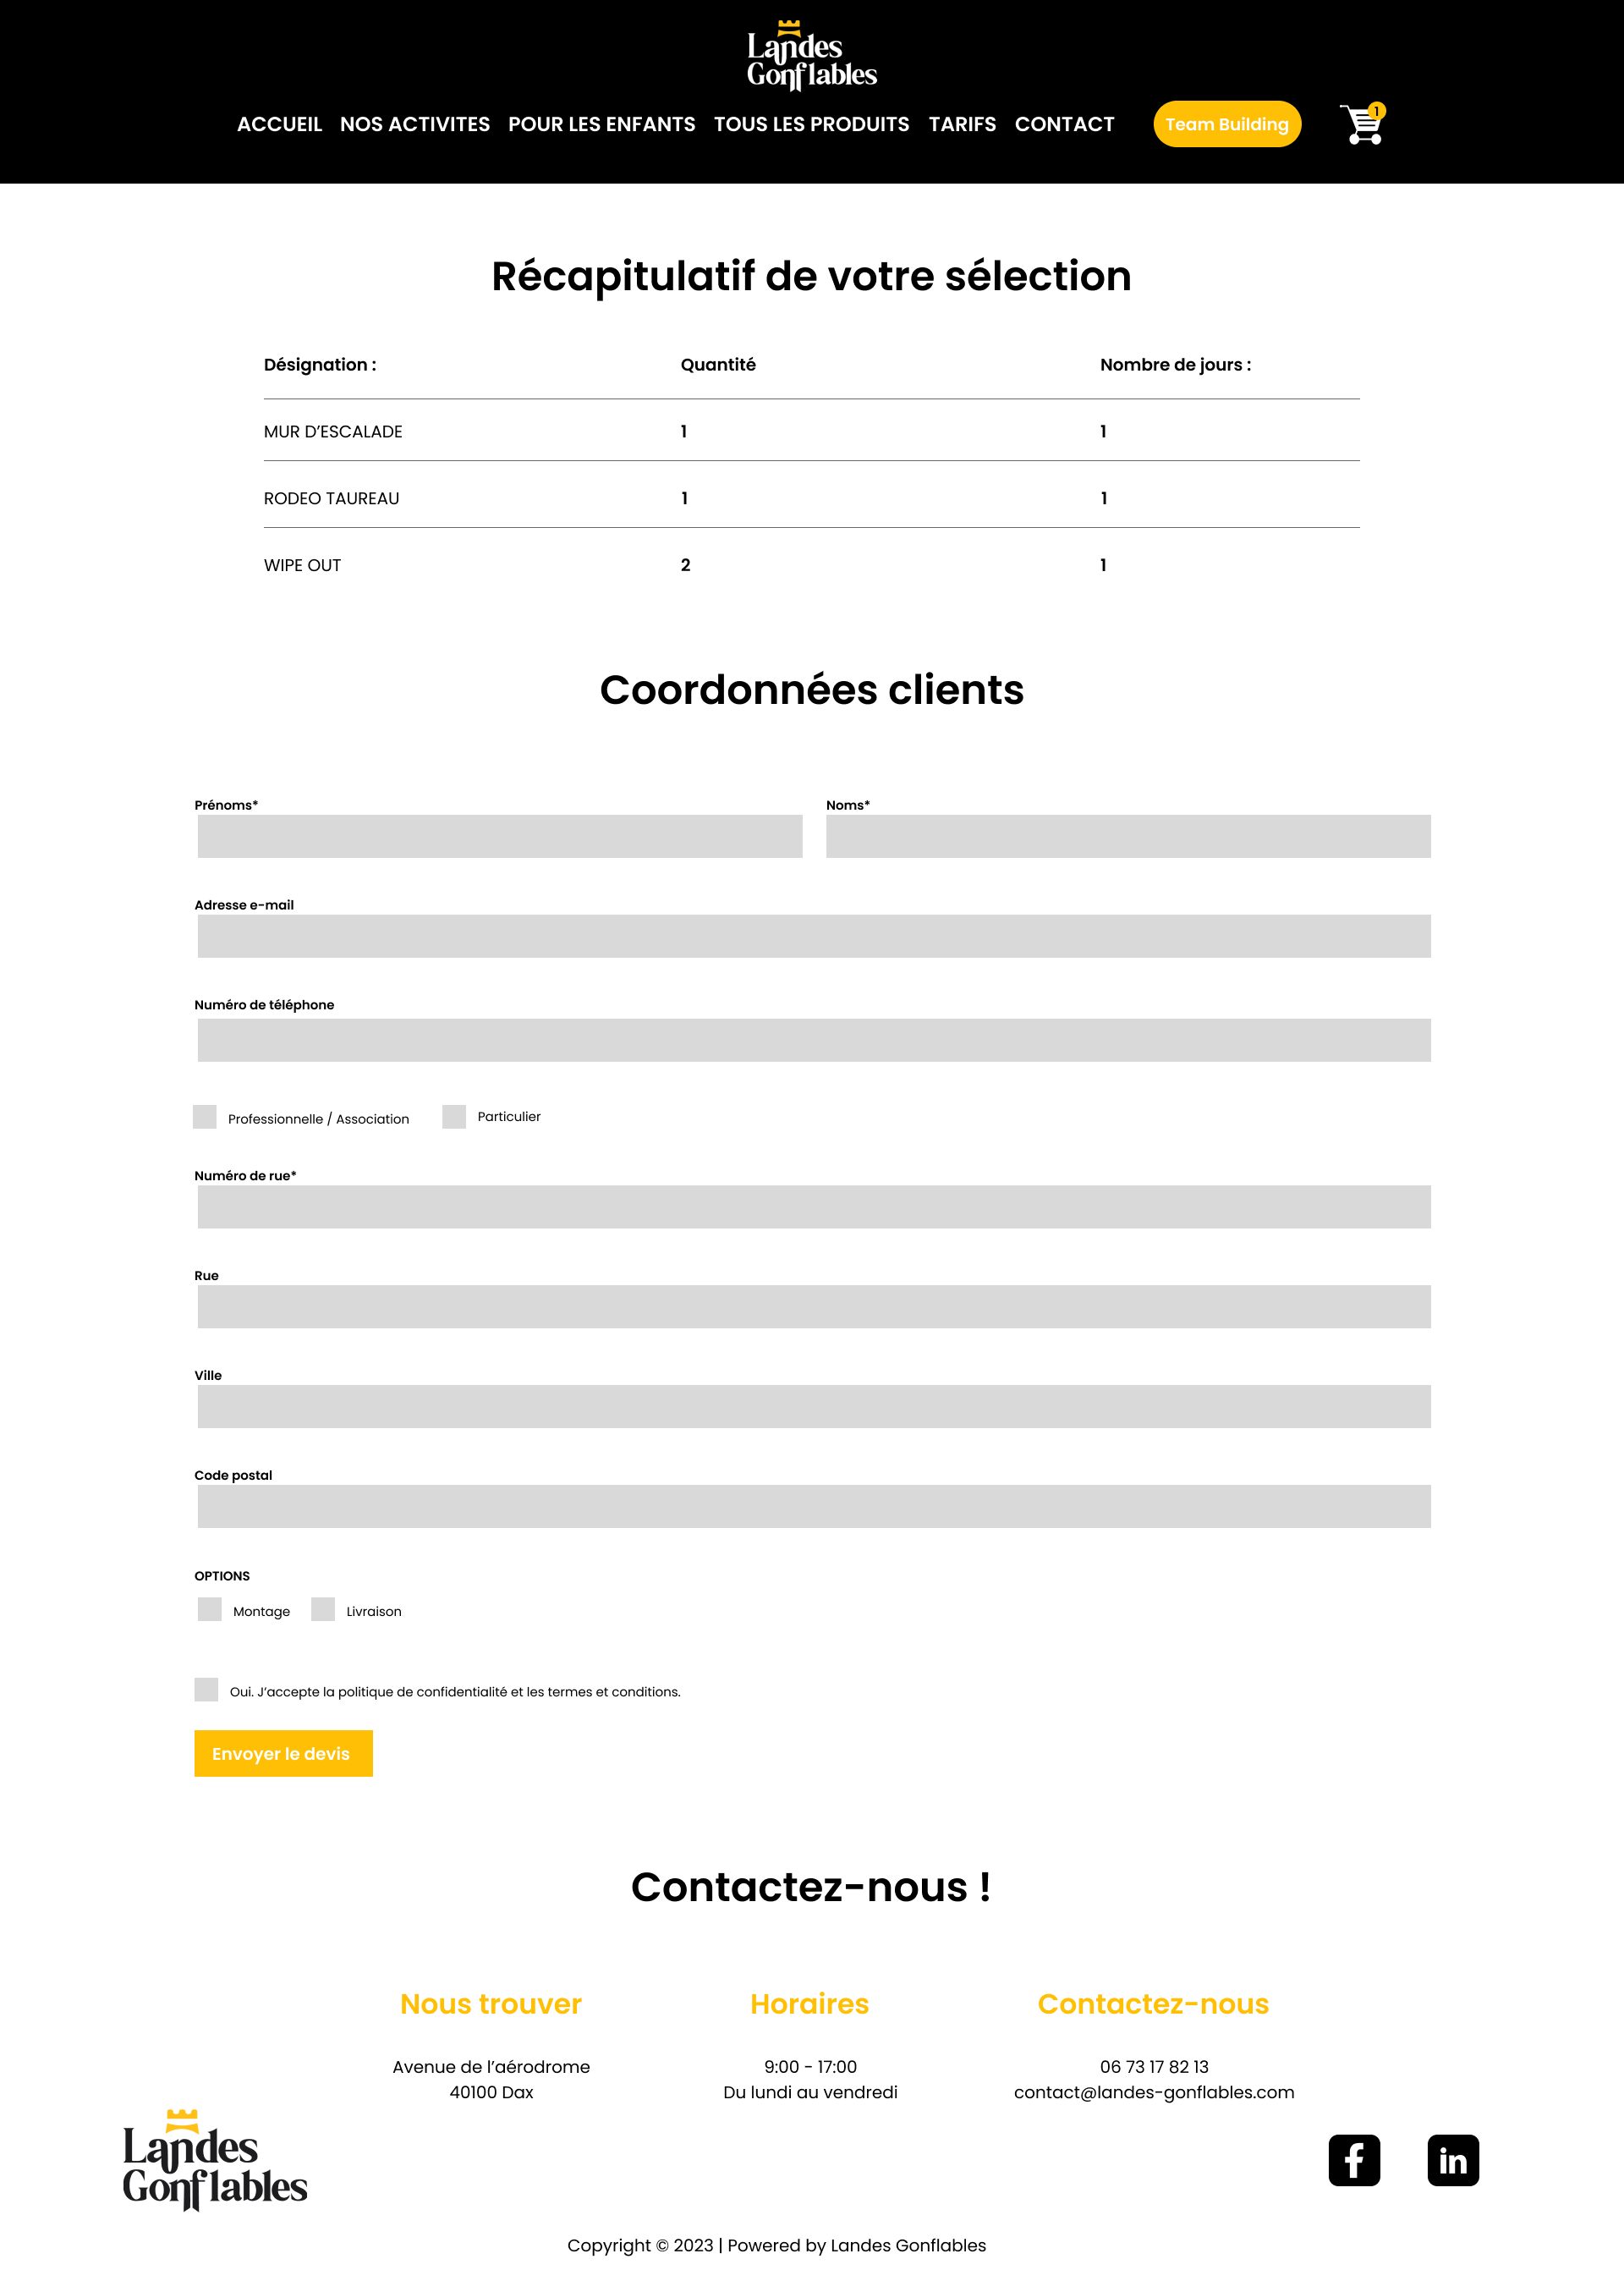 Landes
Gonflables
ACCUEIL NOS ACTIVITES POUR LES ENFANTS TOUS LES PRODUITS TARIFS CONTACT Team Building 1
Récapitulatif de votre sélection
Désignation : Quantité Nombre de jours :
MUR D’ESCALADE 1 1
RODEO TAUREAU 1 1
WIPE OUT 2 1
Coordonnées clients
Prénoms* Noms*
Adresse e-mail
Numéro de téléphone
Professionnelle / Association Particulier
Numéro de rue*
Rue
Ville
Code postal
OPTIONS
Montage Livraison
Oui. J’accepte la politique de confidentialité et les termes et conditions.
Envoyer le devis
Contactez-nous !
Nous trouver Horaires Contactez-nous
Avenue de l’aérodrome 9:00 - 17:00 06 73 17 82 13
40100 Dax Du lundi au vendredi contact@landes-gonflables.com
Landes
Gonflables
f in
Copyright © 2023 | Powered by Landes Gonflables